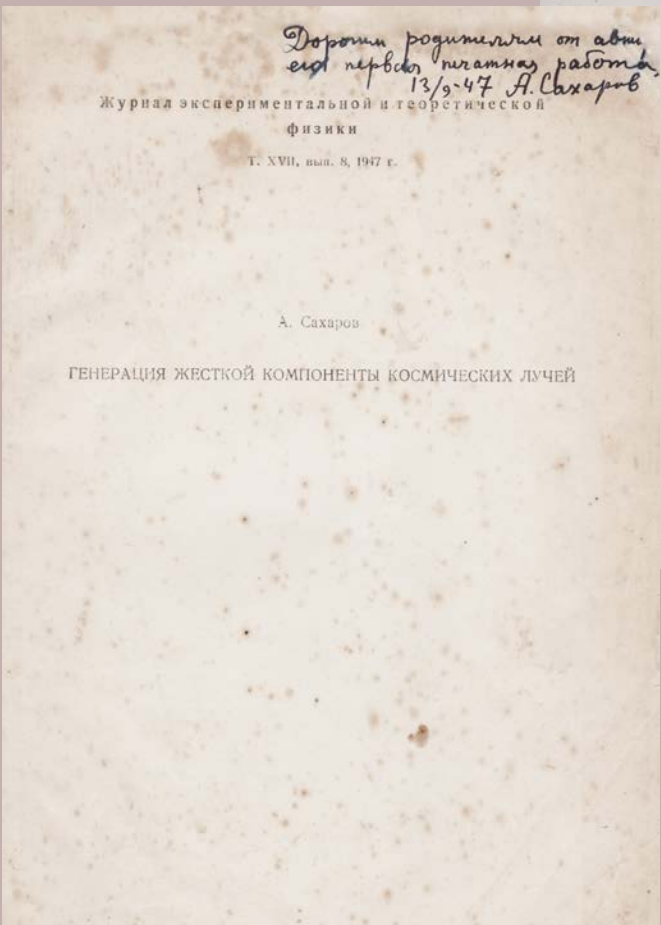 Дорогим родителям от авто
его первая печатная работа,
13/9-47 А. Сахаров
Журнал экспериментальной и теоретической
физики
Т. XVII, вып. 8, 1947 г.
А. Сахаров
ГЕНЕРАЦИЯ ЖЕСТКОЙ КОМПОНЕНТЫ КОСМИЧЕСКИХ ЛУЧЕЙ